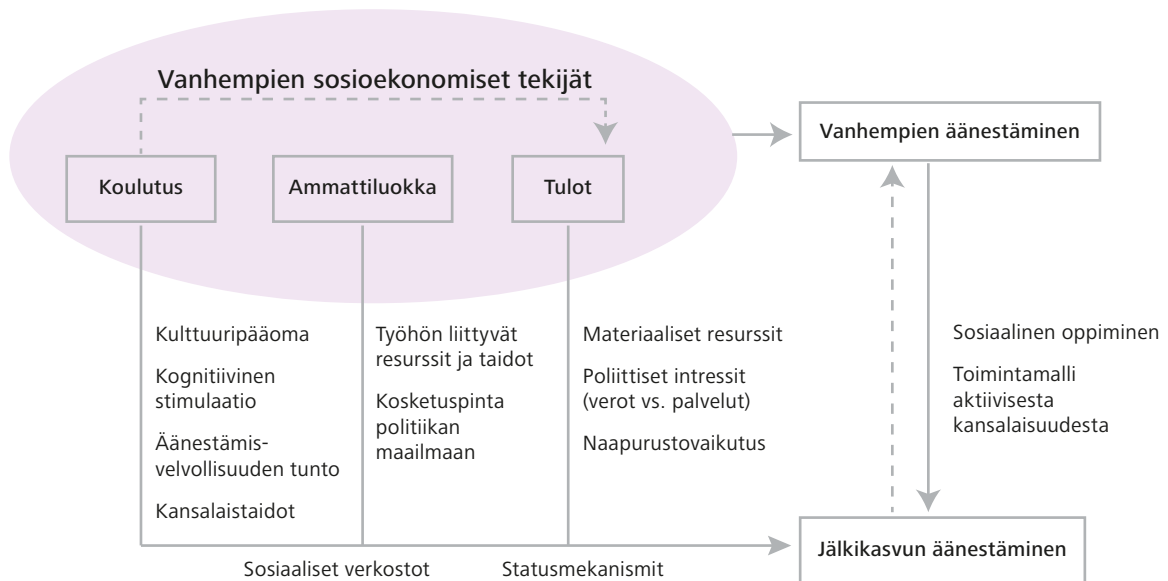 Vanhempien sosioekonomiset tekijät
Koulutus
Ammattiluokka
Tulot
Vanhempien äänestäminen
Kulttuuripääoma
Kognitiivinen
stimulaatio
Äänestämis-
velvollisuuden tunto
Kansalaistaidot
Työhön liittyvät
resurssit ja taidot
Kosketuspinta
politiikan
maailmaan
Materiaaliset resurssit
Poliittiset intressit
(verot vs. palvelut)
Naapurustovaikutus
Sosiaalinen oppiminen
Toimintamalli
aktiivisesta
kansalaisuudesta
Sosiaaliset verkostot
Statusmekanismit
Jälkikasvun äänestäminen